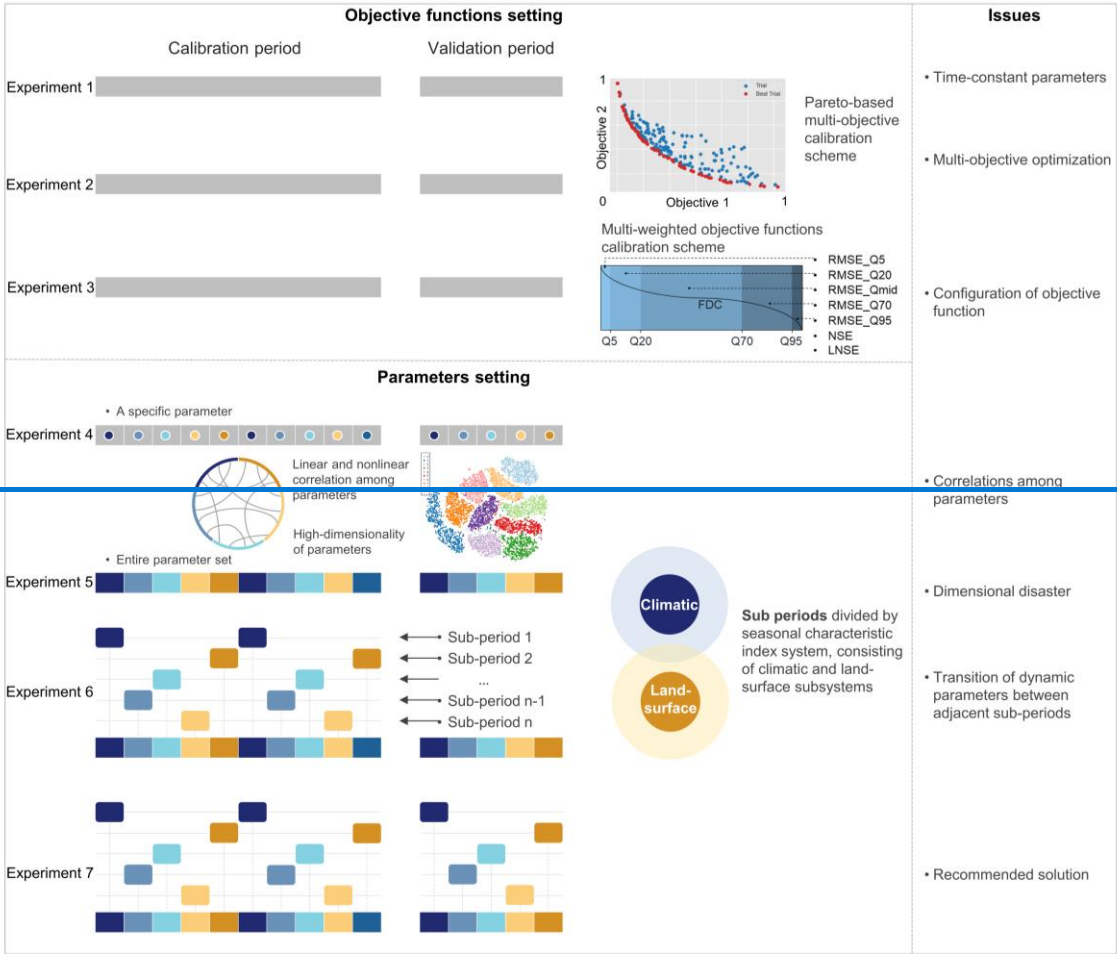 Objective functions setting
Issues
Calibration period
Validation period
Experiment 1
• Time-constant parameters
1
Objective 2
0
Objective 1
1
Trial
Best Trial
Pareto-based
multi-objective
calibration
scheme
• Multi-objective optimization
Experiment 2
Multi-weighted objective functions
calibration scheme
• RMSE_Q5
• RMSE_Q20
• RMSE_Qmid
• RMSE_Q70
• RMSE_Q95
• NSE
• LNSE
FDC
Q5
Q20
Q70
Q95
Experiment 3
• Configuration of objective
function
Parameters setting
• A specific parameter
Experiment 4
Linear and nonlinear
correlation among
parameters
High-dimensionality
of parameters
• Correlations among
parameters
• Entire parameter set
Experiment 5
• Dimensional disaster
Climatic
Land-
surface
Sub periods divided by
seasonal characteristic
index system, consisting
of climatic and land-
surface subsystems
Sub-period 1
Sub-period 2
...
Sub-period n-1
Sub-period n
Experiment 6
• Transition of dynamic
parameters between
adjacent sub-periods
Experiment 7
• Recommended solution